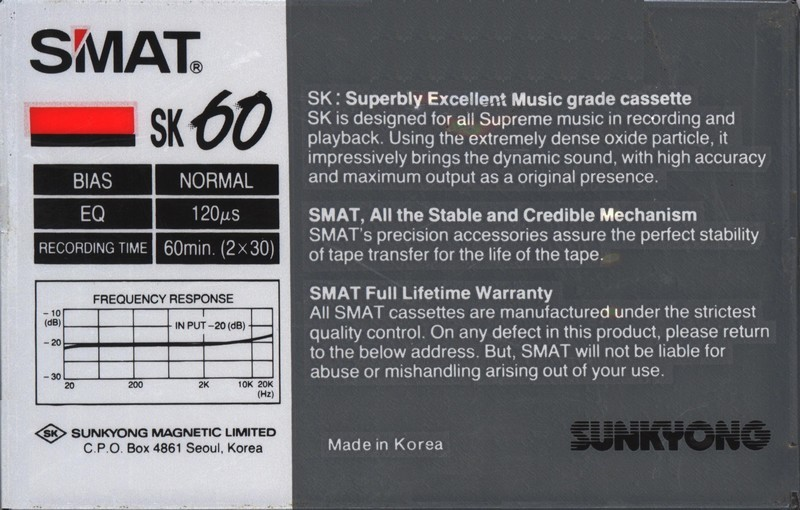 SMAT®
SK 60
BIAS NORMAL
EQ 120μs
RECORDING TIME 60min. (2×30)
FREQUENCY RESPONSE
-10
(dB)
IN PUT -20 (dB)
-20
-30
20 200 2K 10K 20K
(Hz)
SK SUNKYONG MAGNETIC LIMITED
C.P.O. Box 4861 Seoul, Korea
SK: Superbly Excellent Music grade cassette
SK is designed for all Supreme music in recording and
playback. Using the extremely dense oxide particle, it
impressively brings the dynamic sound, with high accuracy
and maximum output as a original presence.
SMAT, All the Stable and Credible Mechanism
SMAT's precision accessories assure the perfect stability
of tape transfer for the life of the tape.
SMAT Full Lifetime Warranty
All SMAT cassettes are manufactured under the strictest
quality control. On any defect in this product, please return
to the below address. But, SMAT will not be liable for
abuse or mishandling arising out of your use.
Made in Korea
SUNKYONG